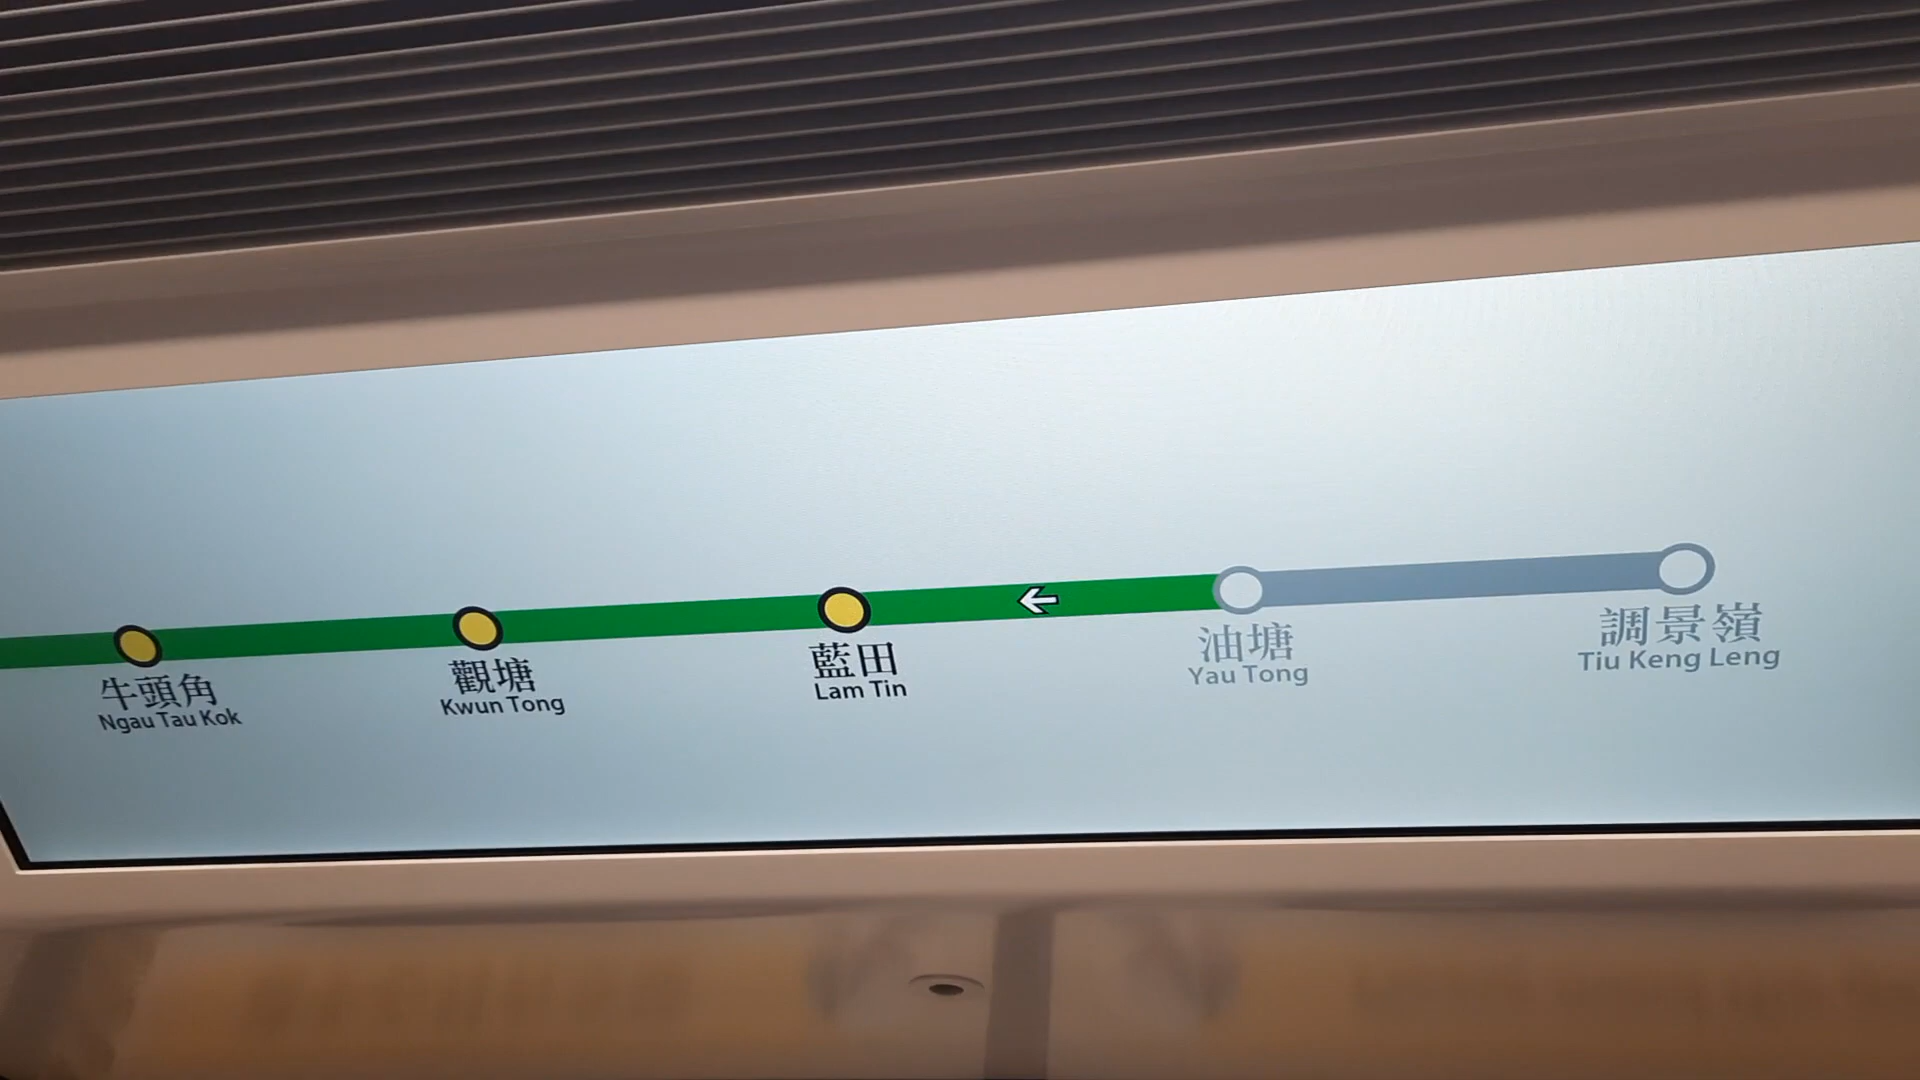 牛頭角
Ngau Tau Kok
觀塘
Kwun Tong
藍田
Lam Tin
油塘
Yau Tong
調景嶺
Tiu Keng Leng